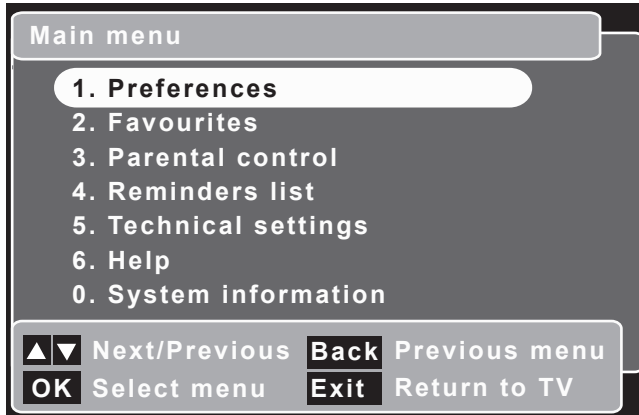 Main menu
1. Preferences
2. Favourites
3. Parental control
4. Reminders list
5. Technical settings
6. Help
0. System information
▲▼ Next/Previous Back Previous menu
OK Select menu Exit Return to TV